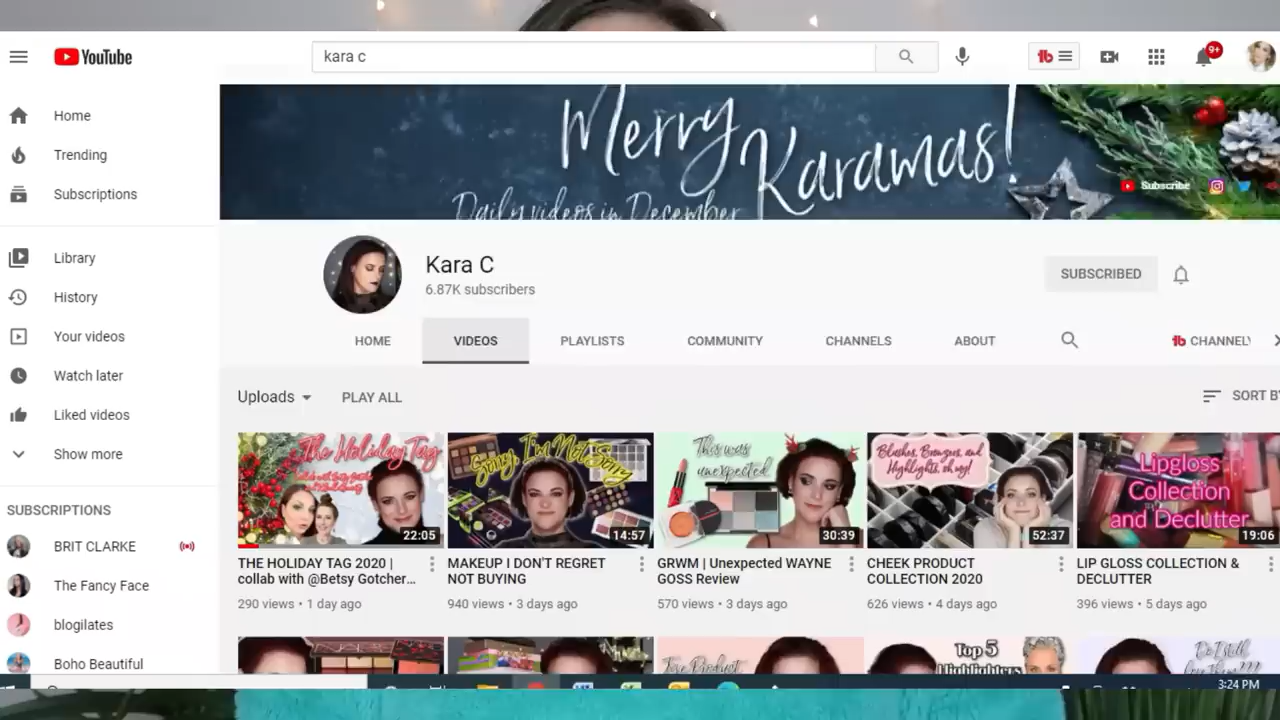 YouTube
kara c
9+
Home
Trending
Subscriptions
Library
History
Your videos
Watch later
Liked videos
Show more
SUBSCRIPTIONS
BRIT CLARKE
The Fancy Face
blogilates
Boho Beautiful
Merry
Karamas!
Daily videos in December
Subscribe
Kara C
6.87K subscribers
SUBSCRIBED
HOME VIDEOS PLAYLISTS COMMUNITY CHANNELS ABOUT CHANNELY
Uploads PLAY ALL SORT BY
The Holiday Tag
22:05
THE HOLIDAY TAG 2020 |
collab with @Betsy Gotcher...
290 views • 1 day ago
Sorry, I'm Not Sorry
14:57
MAKEUP I DON'T REGRET
NOT BUYING
940 views • 3 days ago
This was
unexpected
30:39
GRWM | Unexpected WAYNE
GOSS Review
570 views • 3 days ago
Blushes, Bronzers, and
Highlights, oh my!
52:37
CHEEK PRODUCT
COLLECTION 2020
626 views • 4 days ago
Lipgloss
Collection
and Declutter
19:06
LIP GLOSS COLLECTION &
DECLUTTER
396 views • 5 days ago
Top 5
Highlighters
3:24 PM